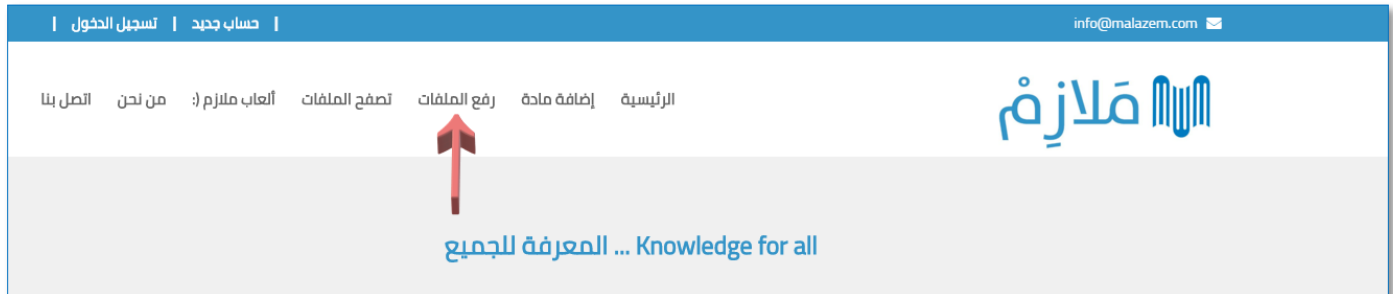 info@malazem.com
| حساب جديد | تسجيل الدخول |
مَلازِمْ
الرئيسية إضافة مادة رفع الملفات تصفح الملفات ألعاب ملازم (: من نحن اتصل بنا
Knowledge for all ... المعرفة للجميع